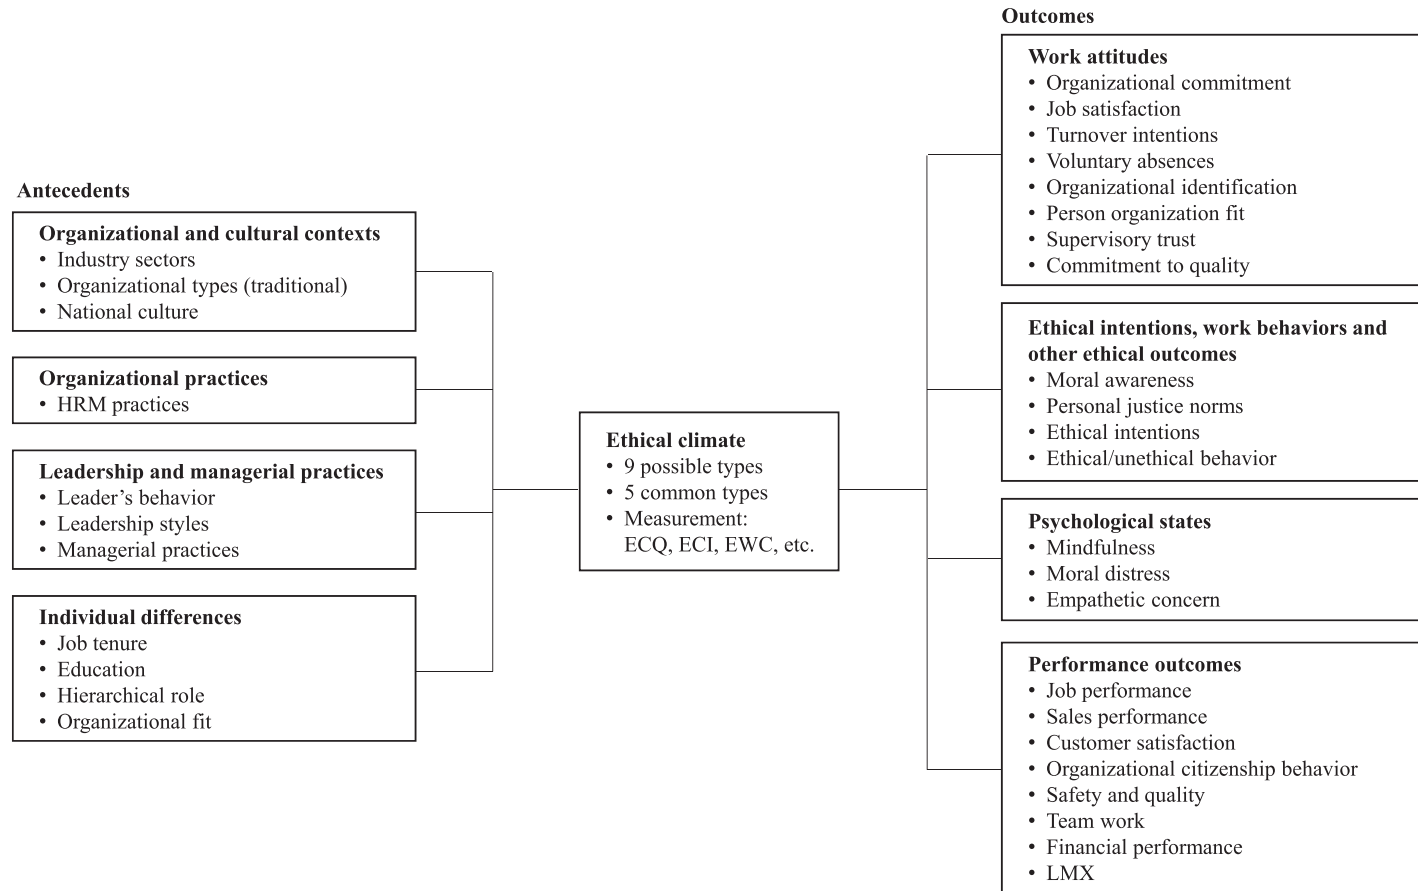 Antecedents
Organizational and cultural contexts
• Industry sectors
• Organizational types (traditional)
• National culture
Organizational practices
• HRM practices
Leadership and managerial practices
• Leader’s behavior
• Leadership styles
• Managerial practices
Individual differences
• Job tenure
• Education
• Hierarchical role
• Organizational fit
Ethical climate
• 9 possible types
• 5 common types
• Measurement:
ECQ, ECI, EWC, etc.
Outcomes
Work attitudes
• Organizational commitment
• Job satisfaction
• Turnover intentions
• Voluntary absences
• Organizational identification
• Person organization fit
• Supervisory trust
• Commitment to quality
Ethical intentions, work behaviors and
other ethical outcomes
• Moral awareness
• Personal justice norms
• Ethical intentions
• Ethical/unethical behavior
Psychological states
• Mindfulness
• Moral distress
• Empathetic concern
Performance outcomes
• Job performance
• Sales performance
• Customer satisfaction
• Organizational citizenship behavior
• Safety and quality
• Team work
• Financial performance
• LMX